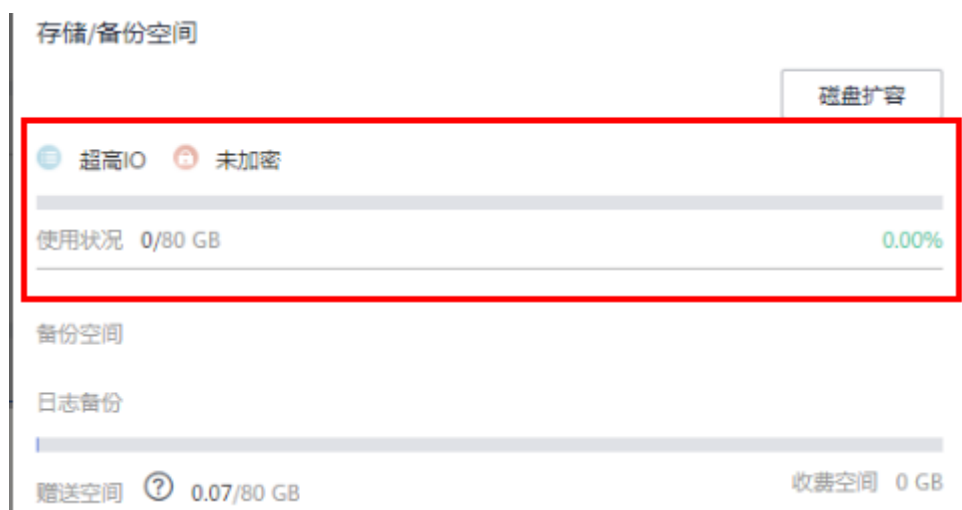 存储/备份空间
磁盘扩容
超高IO 未加密
使用状况 0/80 GB 0.00%
备份空间
日志备份
赠送空间 ? 0.07/80 GB 收费空间 0 GB